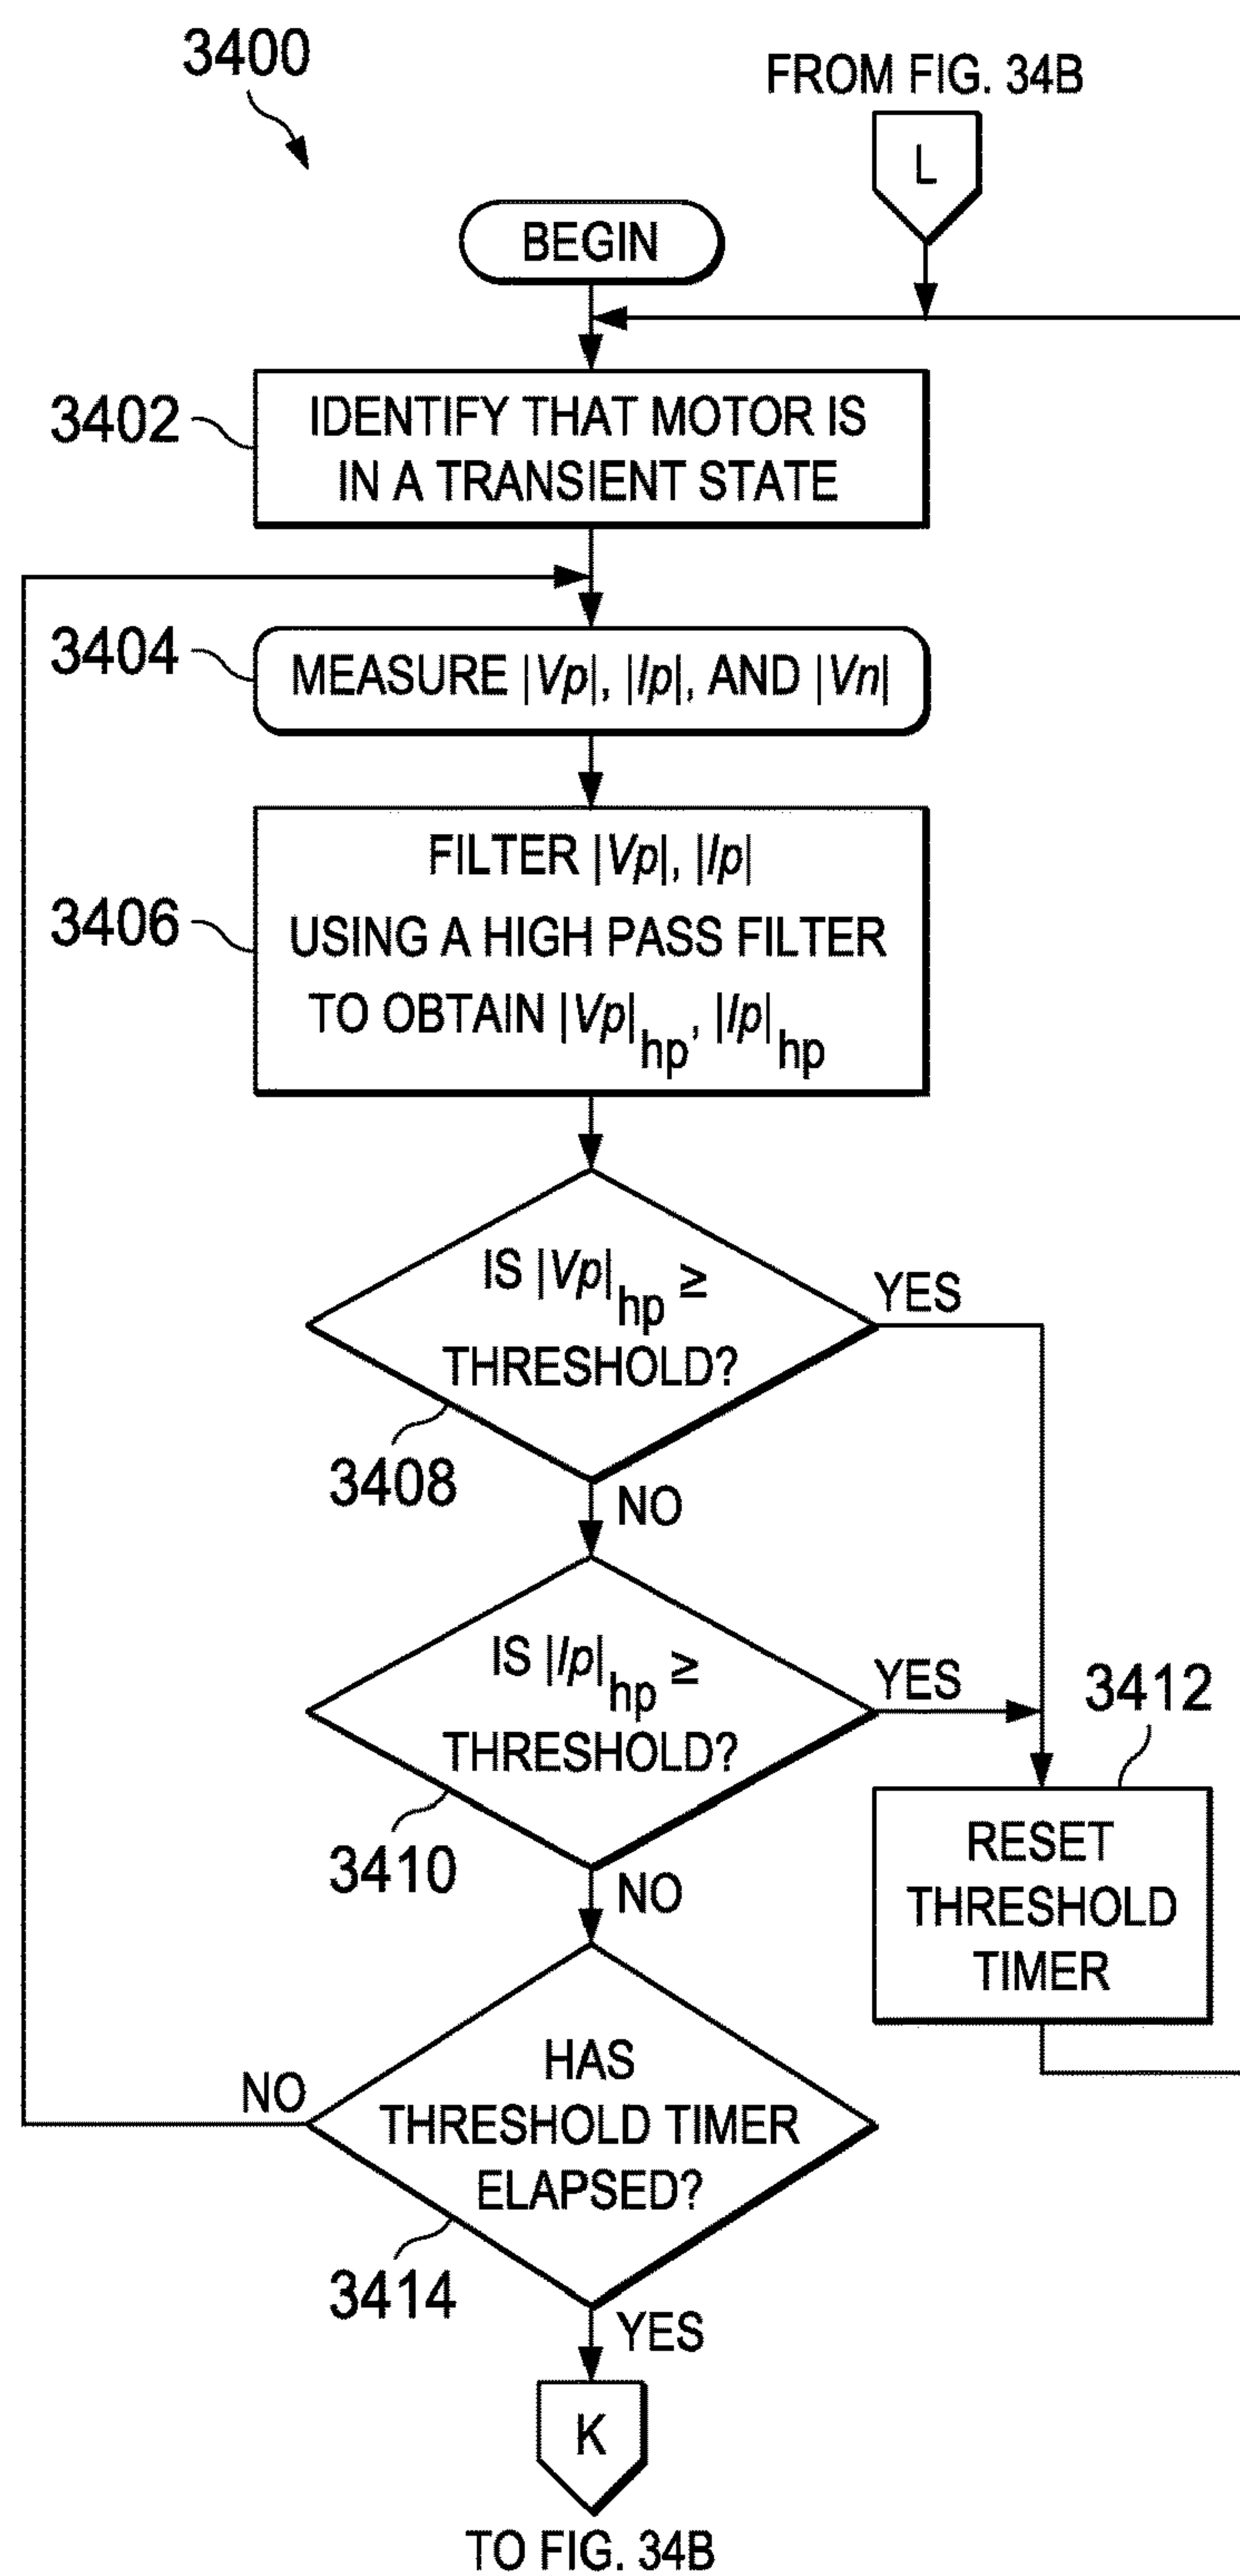 3400
FROM FIG. 34B
L
BEGIN
3402
IDENTIFY THAT MOTOR IS
IN A TRANSIENT STATE
3404
MEASURE |Vp|, |Ip|, AND |Vn|
3406
FILTER |Vp|, |Ip|
USING A HIGH PASS FILTER
TO OBTAIN |Vp|hp, |Ip|hp
IS |Vp|hp ≥
THRESHOLD?
YES
3408
NO
IS |Ip|hp ≥
THRESHOLD?
YES
3410
NO
3412
RESET
THRESHOLD
TIMER
HAS
THRESHOLD TIMER
ELAPSED?
NO
3414
YES
K
TO FIG. 34B